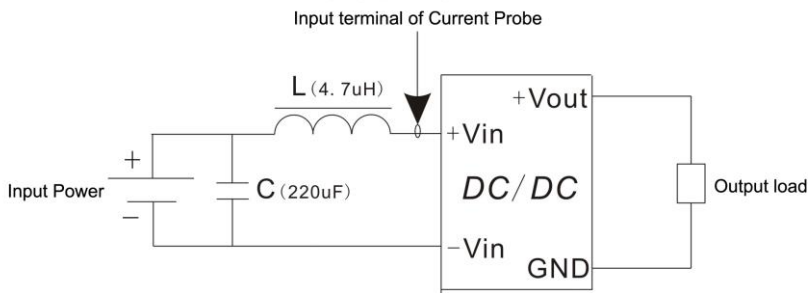 Input terminal of Current Probe
L(4.7uH)
+Vout
+Vin
+
Input Power
C(220uF)
DC/DC
Output load
−
−Vin
GND